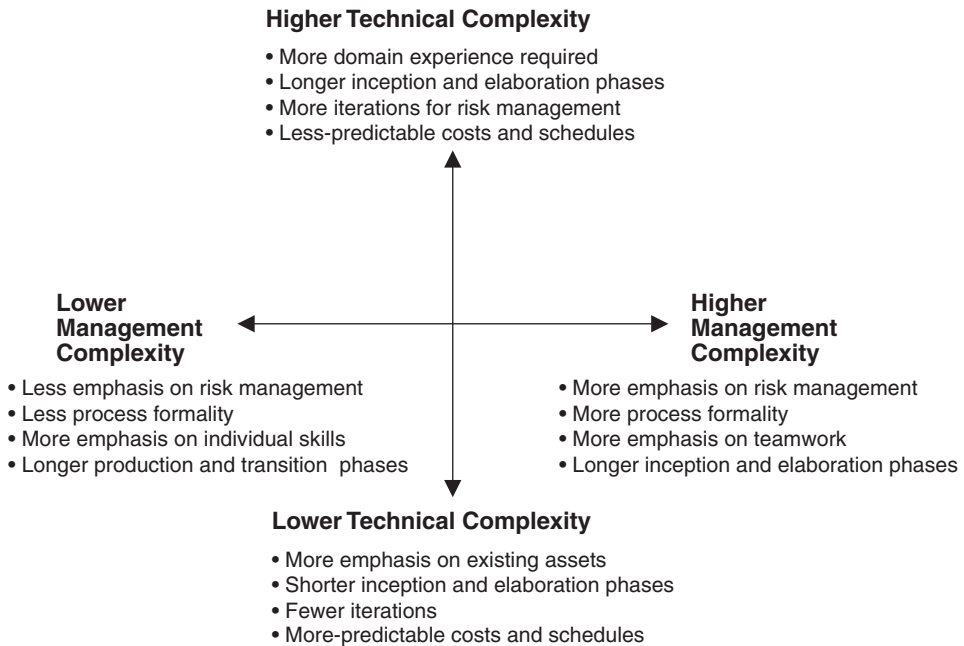 Higher Technical Complexity
• More domain experience required
• Longer inception and elaboration phases
• More iterations for risk management
• Less-predictable costs and schedules
Lower
Management
Complexity
• Less emphasis on risk management
• Less process formality
• More emphasis on individual skills
• Longer production and transition phases
Higher
Management
Complexity
• More emphasis on risk management
• More process formality
• More emphasis on teamwork
• Longer inception and elaboration phases
Lower Technical Complexity
• More emphasis on existing assets
• Shorter inception and elaboration phases
• Fewer iterations
• More-predictable costs and schedules